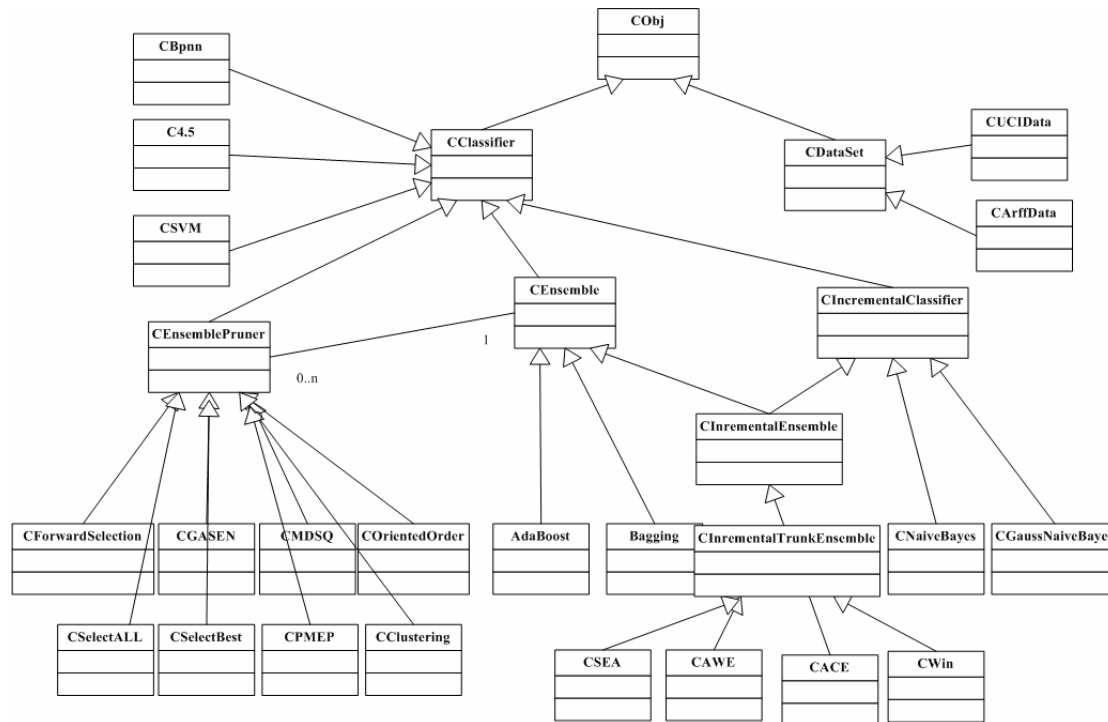 CObj
CBpnn
CUCIData
C4.5
CClassifier
CDataSet
CArffData
CSVM
CEnsemble
CIncrementalClassifier
CEnsemblePruner
1
0..n
CInrementalEnsemble
CForwardSelection
CGASEN
CMDSQ
COrientedOrder
AdaBoost
Bagging
CInrementalTrunkEnsemble
CNaiveBayes
CGaussNaiveBaye
CSelectALL
CSelectBest
CPMEP
CClustering
CSEA
CAWE
CACE
CWin